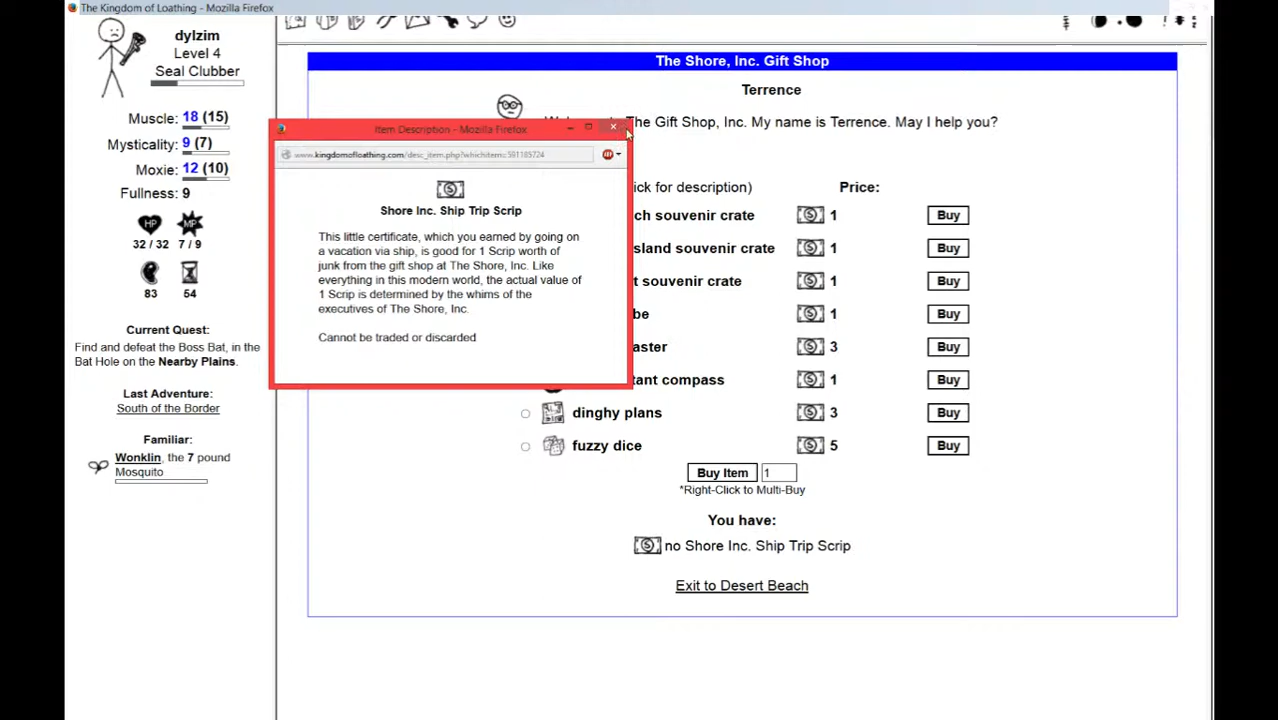 The Kingdom of Loathing - Mozilla Firefox
dylzim
Level 4
Seal Clubber
Muscle: 18 (15)
Mysticality: 9 (7)
Moxie: 12 (10)
Fullness: 9
HP
MP
32 / 32 7 / 9
83 54
Current Quest:
Find and defeat the Boss Bat, in the
Bat Hole on the Nearby Plains.
Last Adventure:
South of the Border
Familiar:
Wonklin, the 7 pound
Mosquito
Item Description - Mozilla Firefox
www.kingdomofloathing.com/desc_item.php?whichitem=591185724
Shore Inc. Ship Trip Scrip
This little certificate, which you earned by going on
a vacation via ship, is good for 1 Scrip worth of
junk from the gift shop at The Shore, Inc. Like
everything in this modern world, the actual value of
1 Scrip is determined by the whims of the
executives of The Shore, Inc.
Cannot be traded or discarded
The Shore, Inc. Gift Shop
Terrence
The Gift Shop, Inc. My name is Terrence. May I help you?
ick for description) Price:
ch souvenir crate 1 Buy
sland souvenir crate 1 Buy
t souvenir crate 1 Buy
be 1 Buy
aster 3 Buy
tant compass 1 Buy
dinghy plans 3 Buy
fuzzy dice 5 Buy
Buy Item 1
*Right-Click to Multi-Buy
You have:
no Shore Inc. Ship Trip Scrip
Exit to Desert Beach